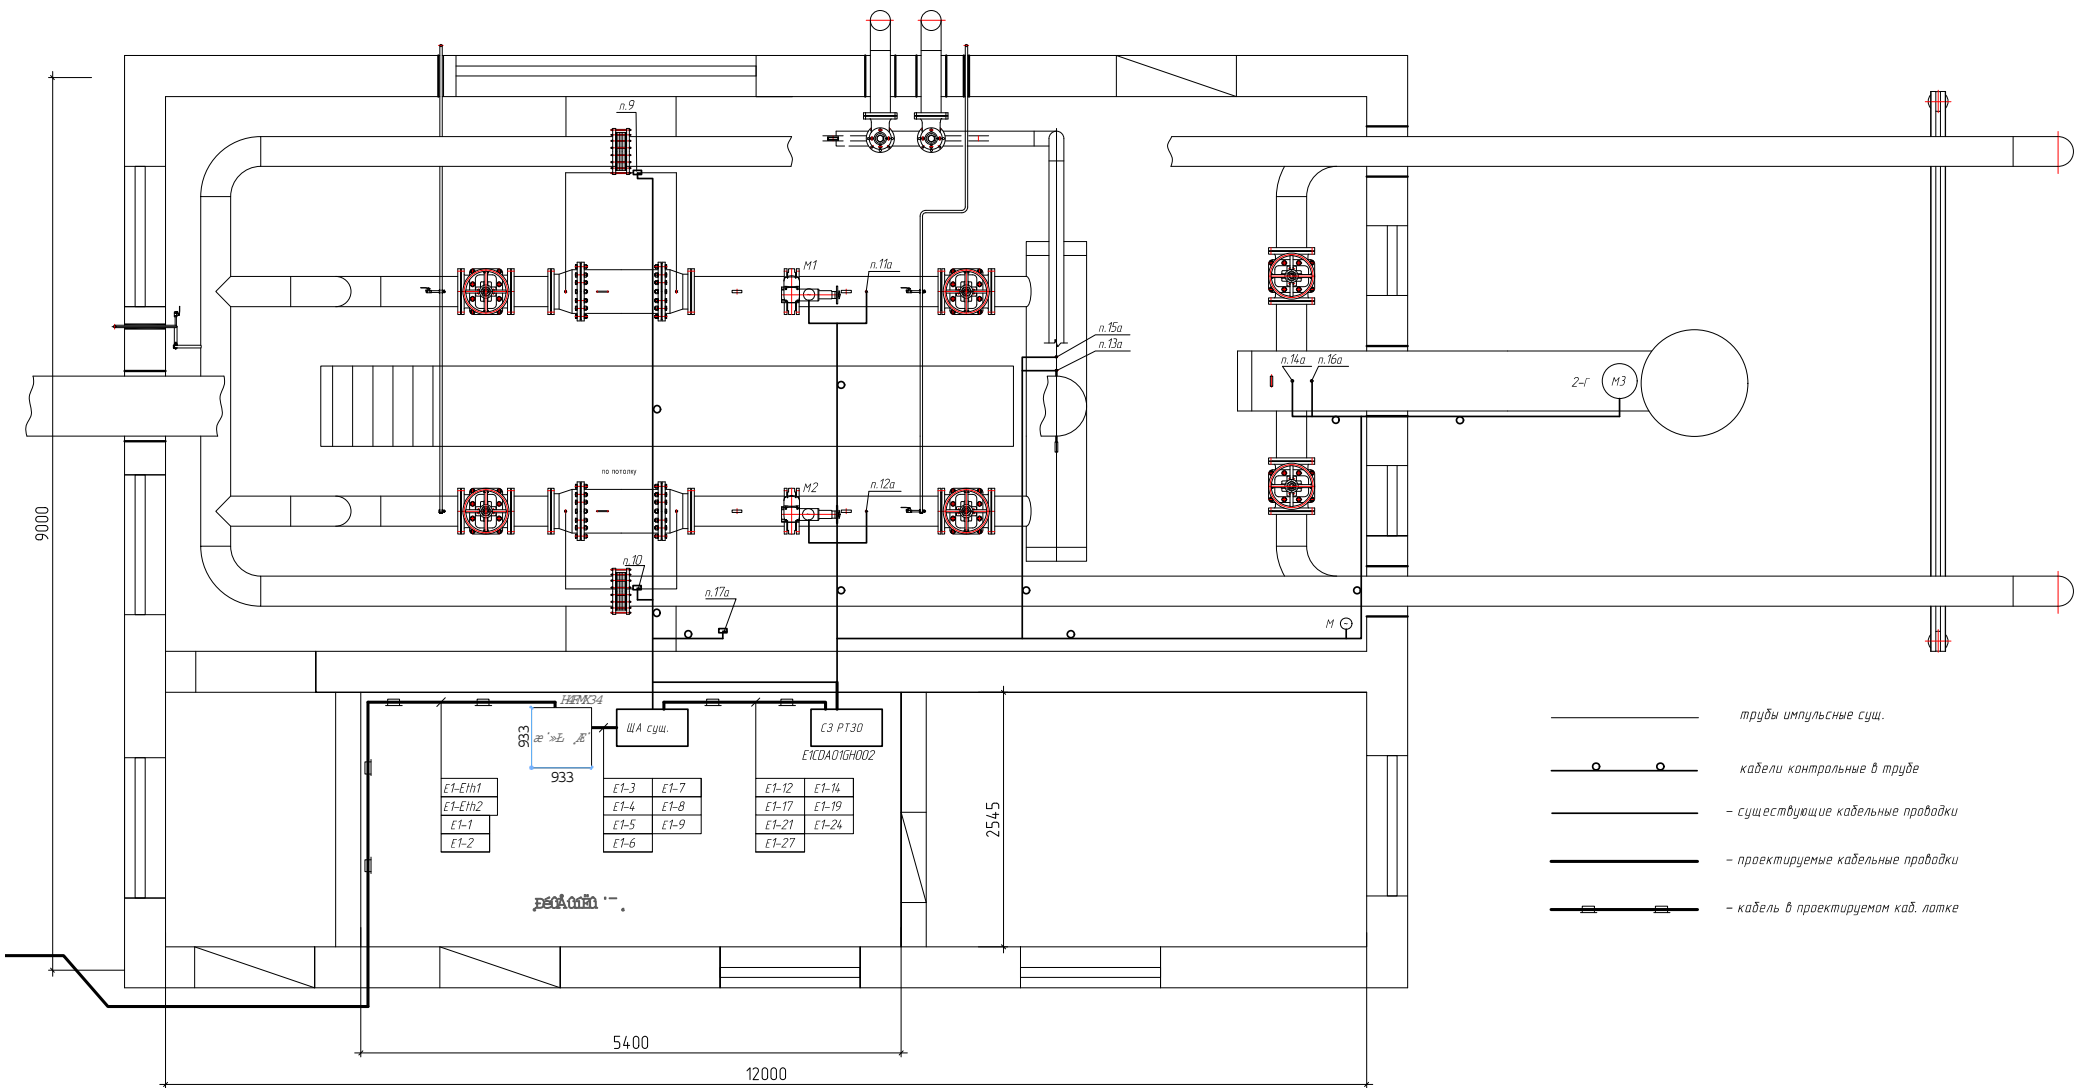 п.9
М1
п.11а
п.15а
п.13а
п.14а
п.16а
2-Г
М3
9000
по потолку
М2
п.12а
п.10
п.17а
М
933
ЩА сущ.
СЗ РТ30
E1CDA01GH002
933
E1-Eth1
E1-Eth2
E1-1
E1-2
E1-3 E1-7
E1-4 E1-8
E1-5 E1-9
E1-6
E1-12 E1-14
E1-17 E1-19
E1-21 E1-24
E1-27
2545
трубы импульсные сущ.
кабели контрольные в трубе
- существующие кабельные проводки
- проектируемые кабельные проводки
- кабель в проектируемом каб. лотке
5400
12000